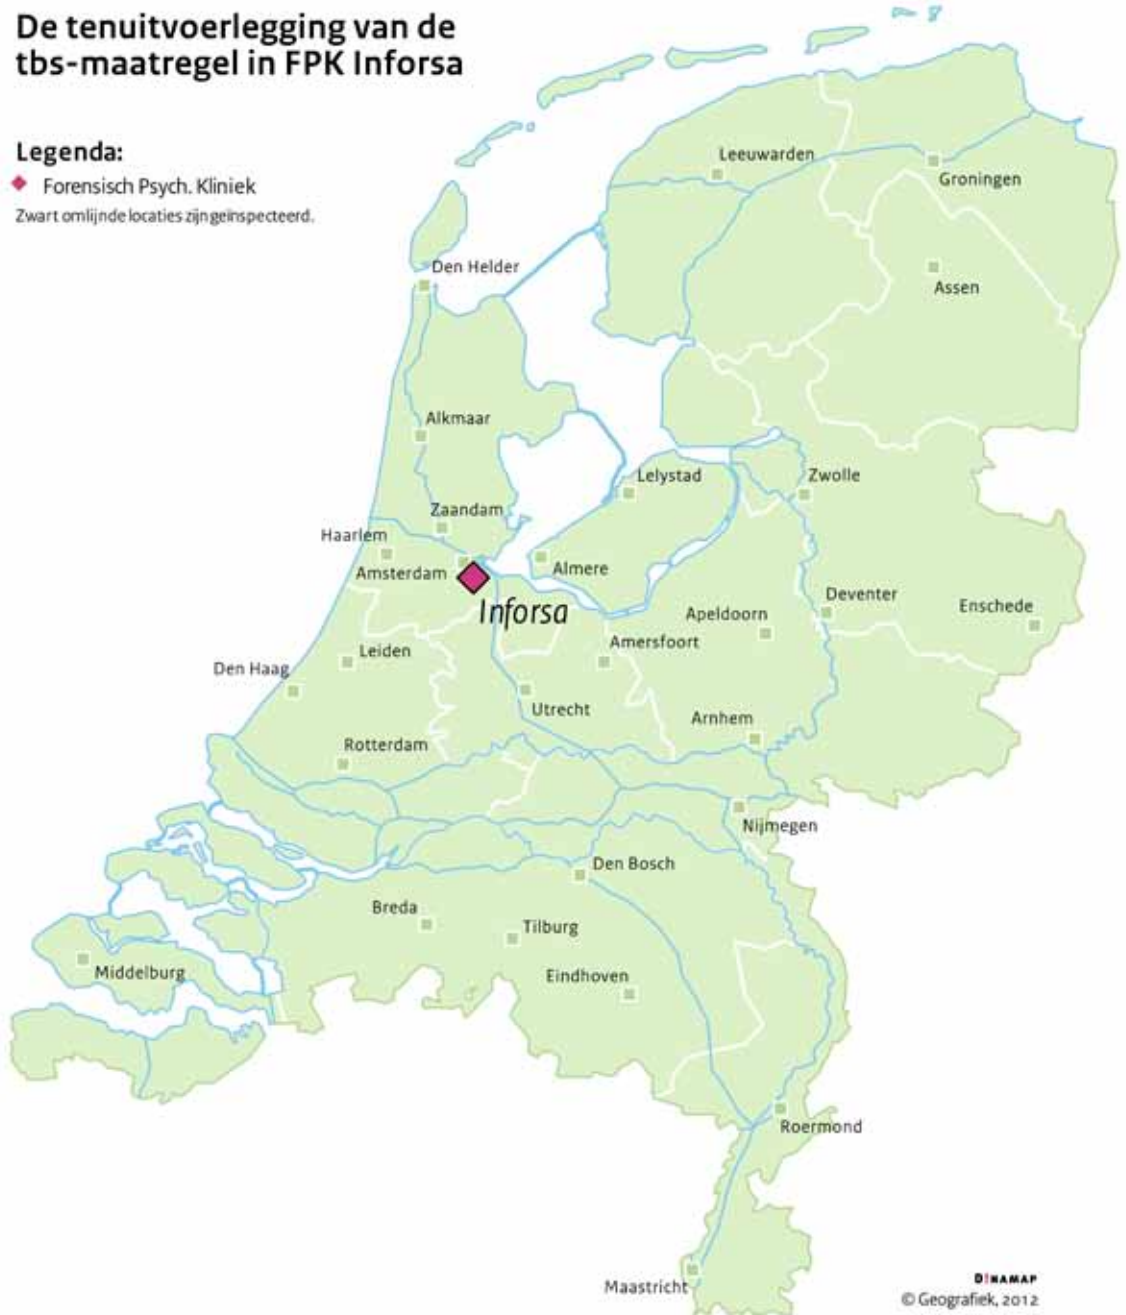 De tenuitvoerlegging van de
tbs-maatregel in FPK Inforsa
Legenda:
Forensisch Psych. Kliniek
Zwart omlijnde locaties zijn geïnspecteerd.
Leeuwarden
Groningen
Den Helder
Assen
Alkmaar
Lelystad
Zwolle
Zaandam
Haarlem
Amsterdam
Almere
Inforsa
Deventer
Enschede
Apeldoorn
Amersfoort
Leiden
Den Haag
Utrecht
Arnhem
Rotterdam
Nijmegen
Den Bosch
Breda
Tilburg
Middelburg
Eindhoven
Roermond
Maastricht
D!NAMAP
© Geografiek, 2012